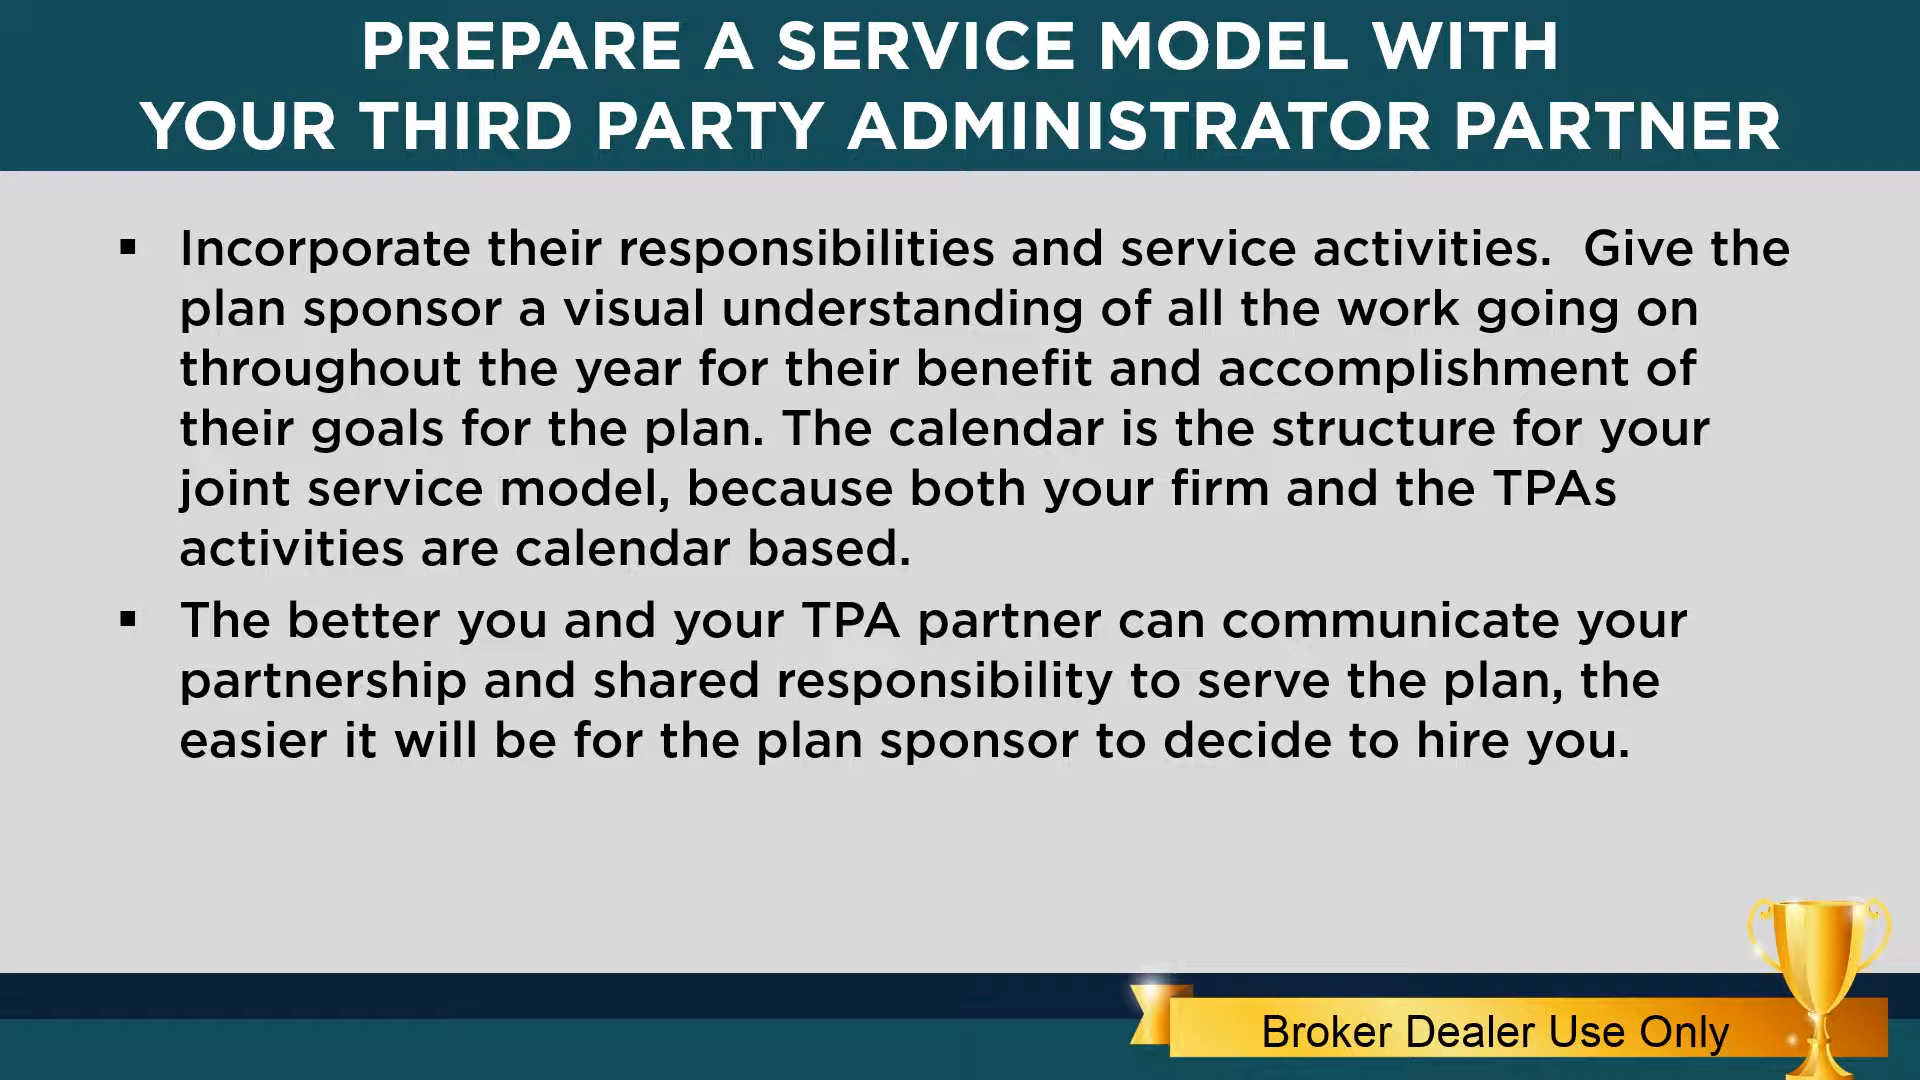 PREPARE A SERVICE MODEL WITH
YOUR THIRD PARTY ADMINISTRATOR PARTNER
▪ Incorporate their responsibilities and service activities.  Give the
plan sponsor a visual understanding of all the work going on
throughout the year for their benefit and accomplishment of
their goals for the plan. The calendar is the structure for your
joint service model, because both your firm and the TPAs
activities are calendar based.
▪ The better you and your TPA partner can communicate your
partnership and shared responsibility to serve the plan, the
easier it will be for the plan sponsor to decide to hire you.
Broker Dealer Use Only